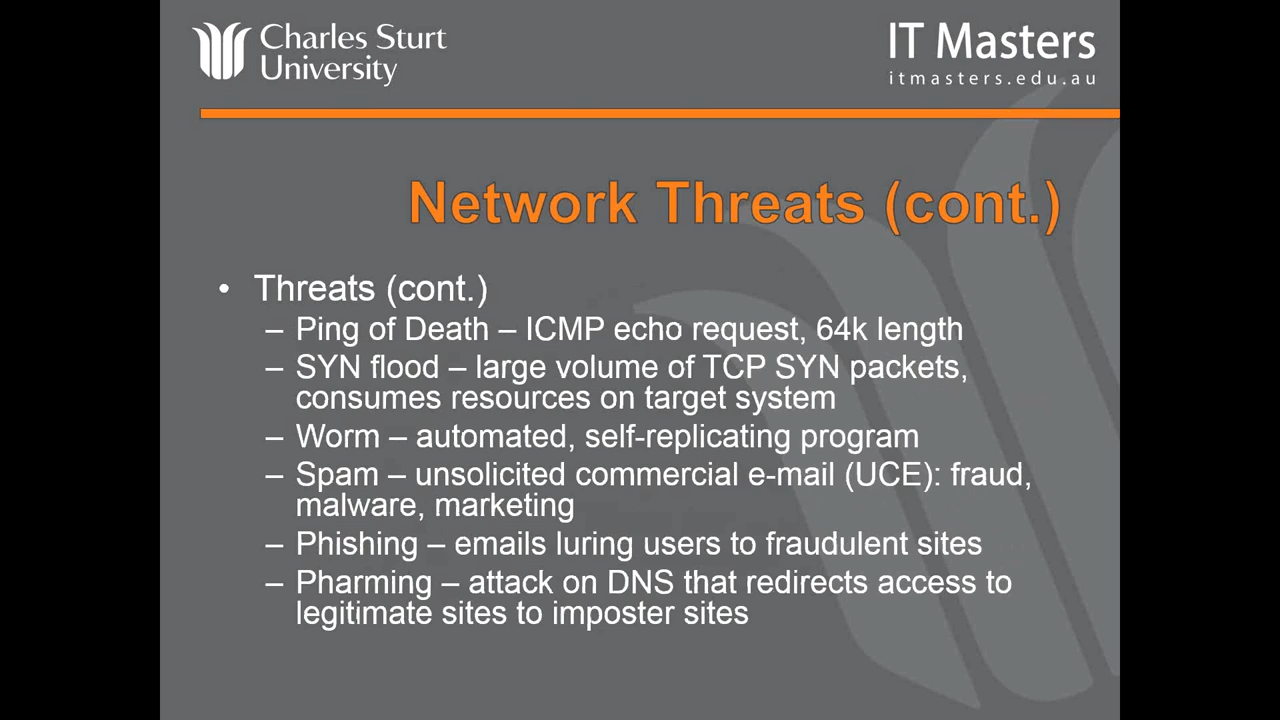 Charles Sturt
University
IT Masters
itmasters.edu.au
Network Threats (cont.)
• Threats (cont.)
– Ping of Death – ICMP echo request, 64k length
– SYN flood – large volume of TCP SYN packets,
consumes resources on target system
– Worm – automated, self-replicating program
– Spam – unsolicited commercial e-mail (UCE): fraud,
malware, marketing
– Phishing – emails luring users to fraudulent sites
– Pharming – attack on DNS that redirects access to
legitimate sites to imposter sites